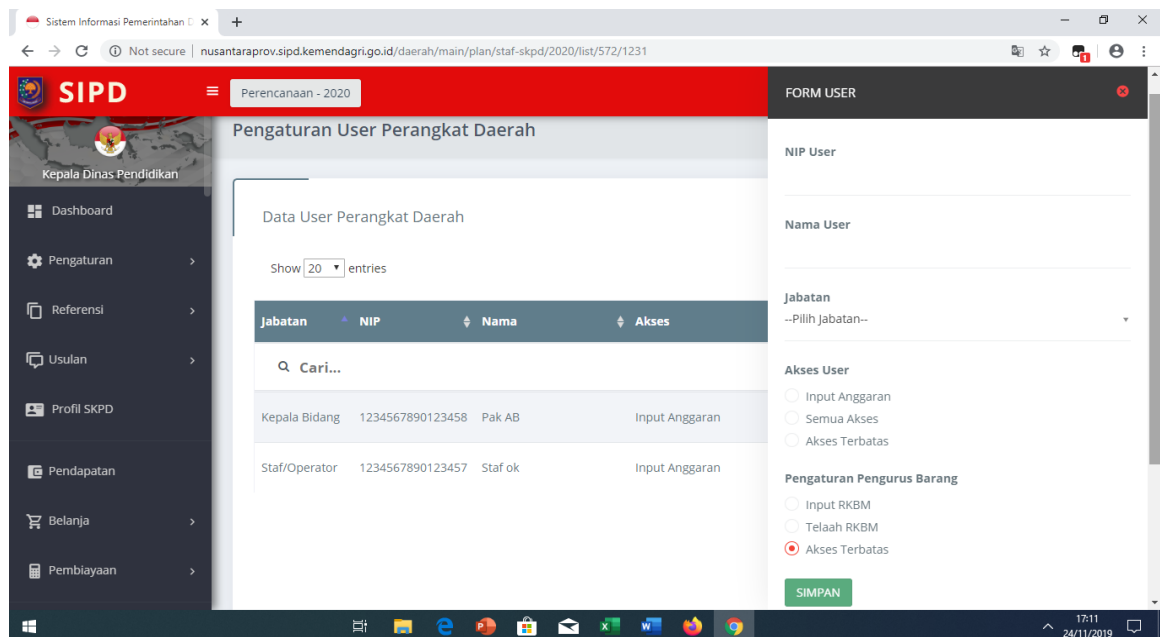 Sistem Informasi Pemerintahan D
Not secure | nusantaraprov.sipd.kemendagri.go.id/daerah/main/plan/staf-skpd/2020/list/572/1231
1
SIPD
Perencanaan - 2020
Kepala Dinas Pendidikan
Dashboard
Pengaturan
Referensi
Usulan
Profil SKPD
Pendapatan
Belanja
Pembiayaan
Pengaturan User Perangkat Daerah
Data User Perangkat Daerah
Show 20 entries
Jabatan NIP Nama Akses
Cari...
Kepala Bidang 1234567890123458 Pak AB Input Anggaran
Staf/Operator 1234567890123457 Staf ok Input Anggaran
FORM USER
NIP User
Nama User
Jabatan
--Pilih Jabatan--
Akses User
Input Anggaran
Semua Akses
Akses Terbatas
Pengaturan Pengurus Barang
Input RKBM
Telaah RKBM
Akses Terbatas
SIMPAN
17:11
24/11/2019